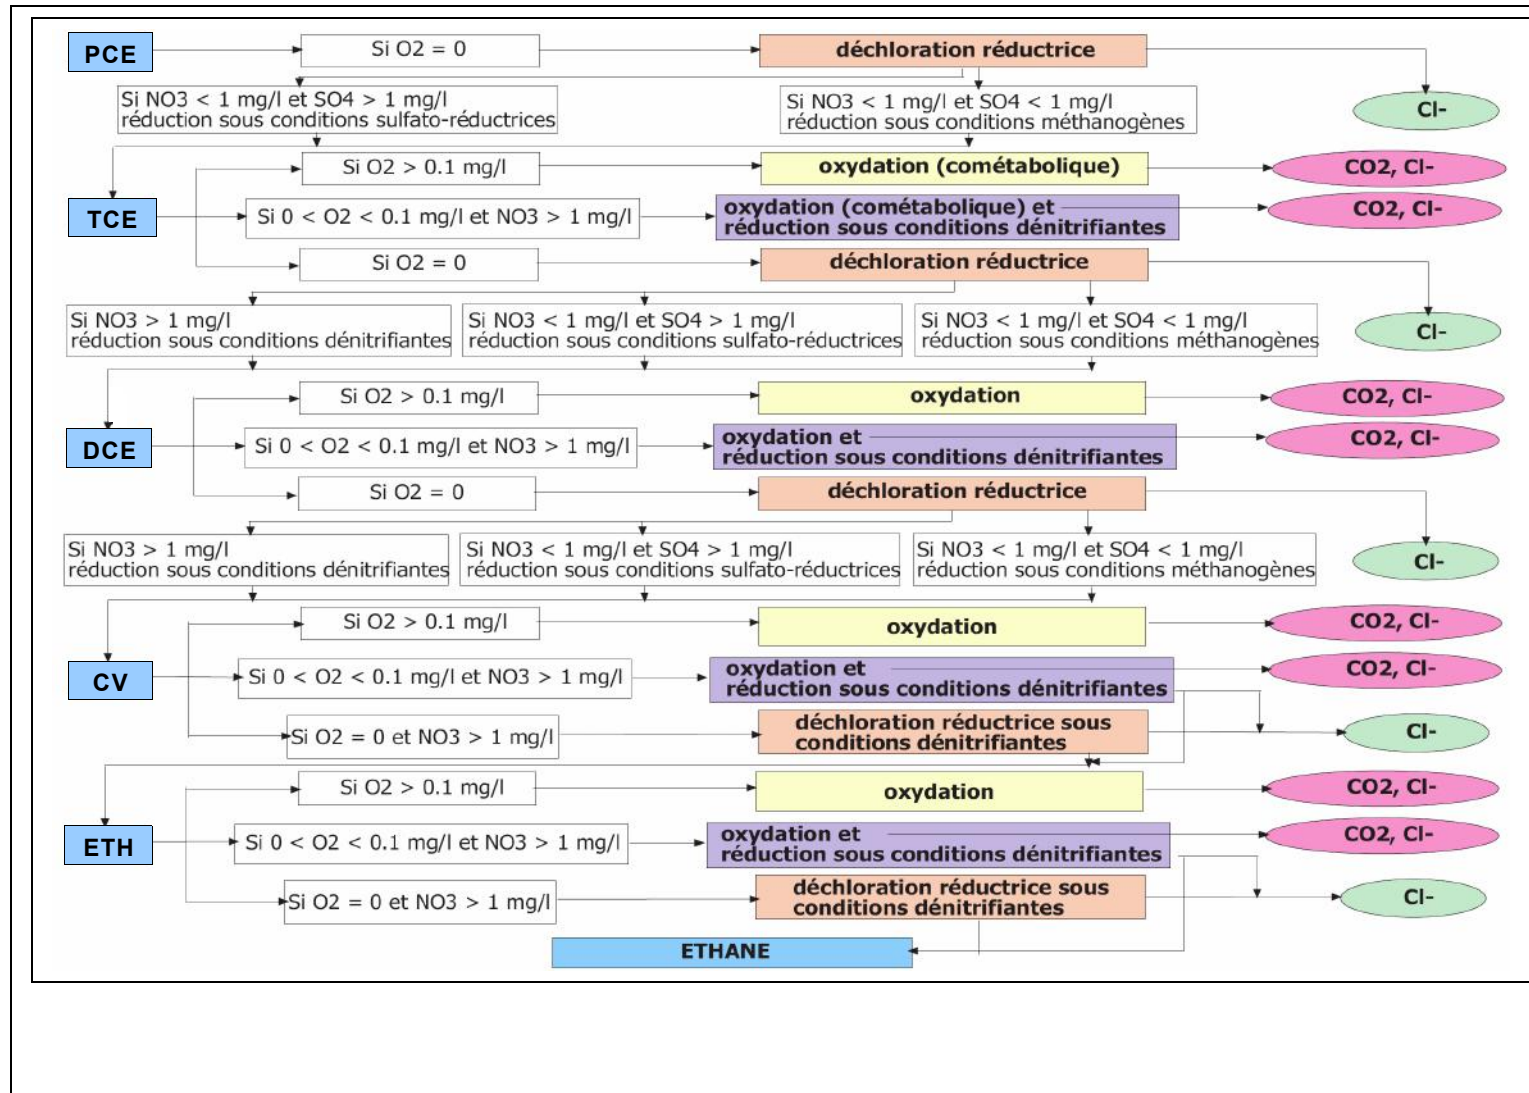 PCE
Si O2 = 0
déchloration réductrice
Si NO3 < 1 mg/l et SO4 > 1 mg/l
réduction sous conditions sulfato-réductrices
Si NO3 < 1 mg/l et SO4 < 1 mg/l
réduction sous conditions méthanogènes
Cl-
Si O2 > 0.1 mg/l
oxydation (cométabolique)
CO2, Cl-
TCE
Si 0 < O2 < 0.1 mg/l et NO3 > 1 mg/l
oxydation (cométabolique) et
réduction sous conditions dénitrifiantes
CO2, Cl-
Si O2 = 0
déchloration réductrice
Si NO3 > 1 mg/l
réduction sous conditions dénitrifiantes
Si NO3 < 1 mg/l et SO4 > 1 mg/l
réduction sous conditions sulfato-réductrices
Si NO3 < 1 mg/l et SO4 < 1 mg/l
réduction sous conditions méthanogènes
Cl-
Si O2 > 0.1 mg/l
oxydation
CO2, Cl-
DCE
Si 0 < O2 < 0.1 mg/l et NO3 > 1 mg/l
oxydation et
réduction sous conditions dénitrifiantes
CO2, Cl-
Si O2 = 0
déchloration réductrice
Si NO3 > 1 mg/l
réduction sous conditions dénitrifiantes
Si NO3 < 1 mg/l et SO4 > 1 mg/l
réduction sous conditions sulfato-réductrices
Si NO3 < 1 mg/l et SO4 < 1 mg/l
réduction sous conditions méthanogènes
Cl-
Si O2 > 0.1 mg/l
oxydation
CO2, Cl-
CV
Si 0 < O2 < 0.1 mg/l et NO3 > 1 mg/l
oxydation et
réduction sous conditions dénitrifiantes
CO2, Cl-
Si O2 = 0 et NO3 > 1 mg/l
déchloration réductrice sous
conditions dénitrifiantes
Cl-
Si O2 > 0.1 mg/l
oxydation
CO2, Cl-
ETH
Si 0 < O2 < 0.1 mg/l et NO3 > 1 mg/l
oxydation et
réduction sous conditions dénitrifiantes
CO2, Cl-
Si O2 = 0 et NO3 > 1 mg/l
déchloration réductrice sous
conditions dénitrifiantes
Cl-
ETHANE